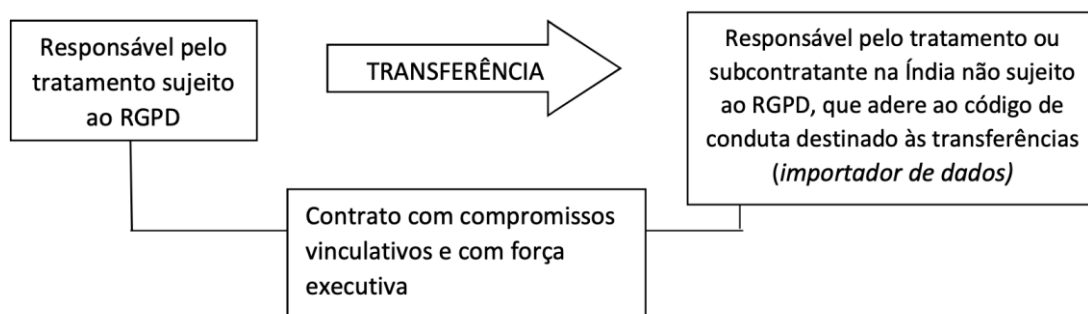 Responsável pelo
tratamento sujeito
ao RGPD
TRANSFERÊNCIA
Responsável pelo tratamento ou
subcontratante na Índia não sujeito
ao RGPD, que adere ao código de
conduta destinado às transferências
(importador de dados)
Contrato com compromissos
vinculativos e com força
executiva